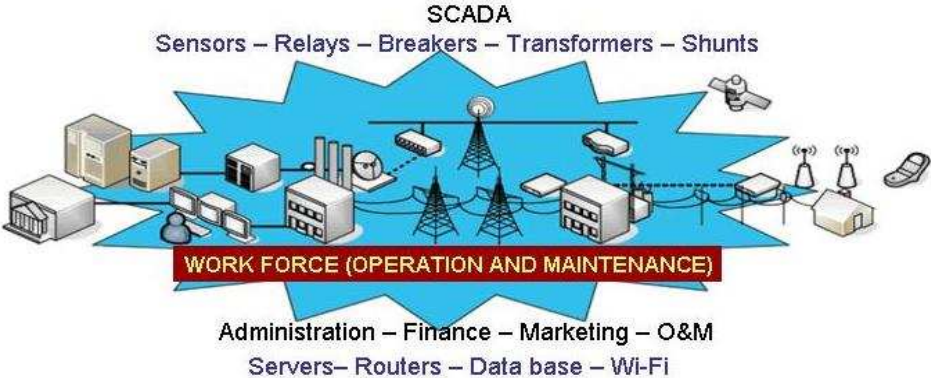 SCADA
Sensors – Relays – Breakers – Transformers – Shunts
WORK FORCE (OPERATION AND MAINTENANCE)
Administration – Finance – Marketing – O&M
Servers– Routers – Data base – Wi-Fi